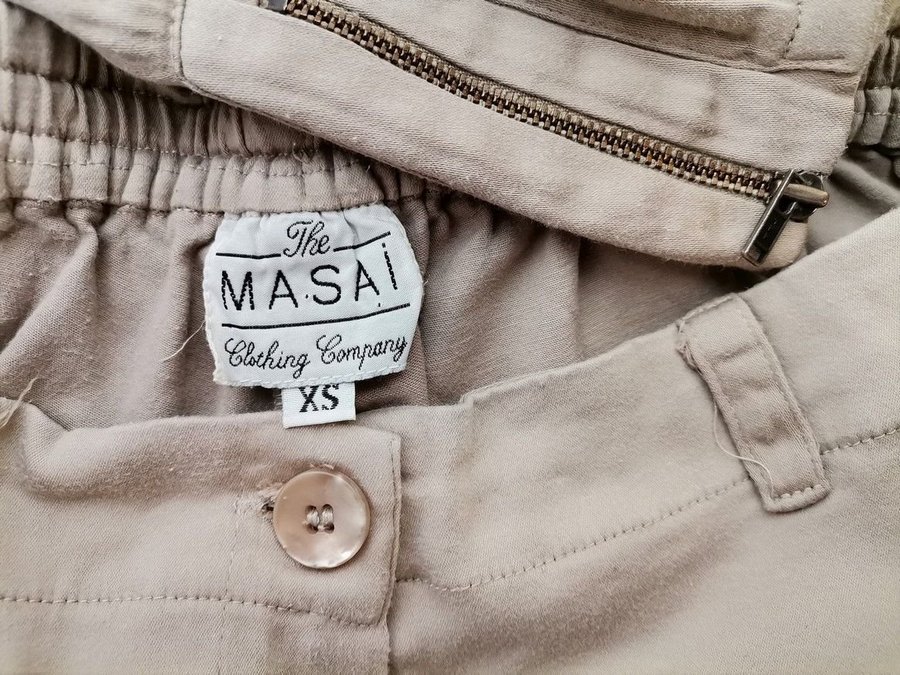 The
MASAI
Clothing Company
XS